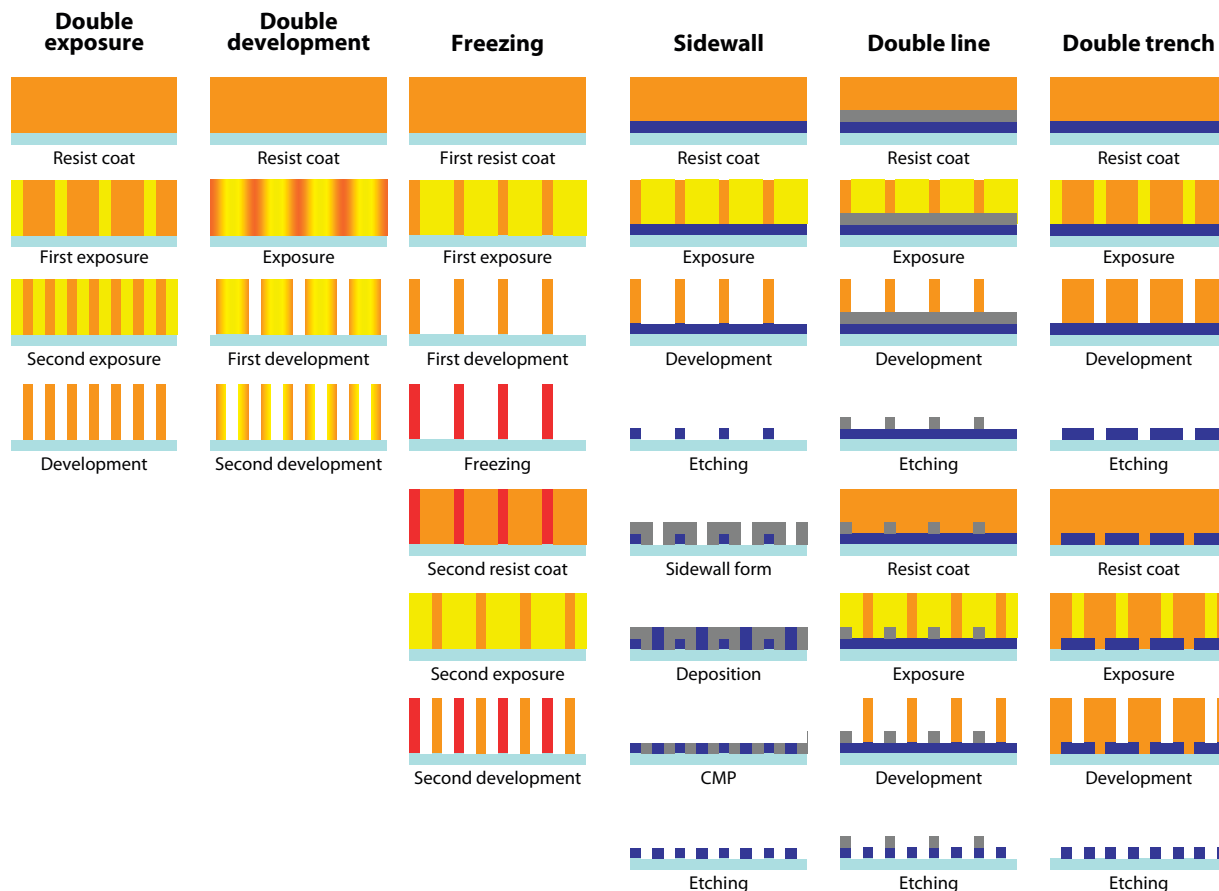 Double
exposure
Double
development
Freezing
Sidewall
Double line
Double trench
Resist coat
Resist coat
First resist coat
Resist coat
Resist coat
Resist coat
First exposure
Exposure
First exposure
Exposure
Exposure
Exposure
Second exposure
First development
First development
Development
Development
Development
Development
Second development
Freezing
Etching
Etching
Etching
Second resist coat
Sidewall form
Resist coat
Resist coat
Second exposure
Deposition
Exposure
Exposure
Second development
CMP
Development
Development
Etching
Etching
Etching